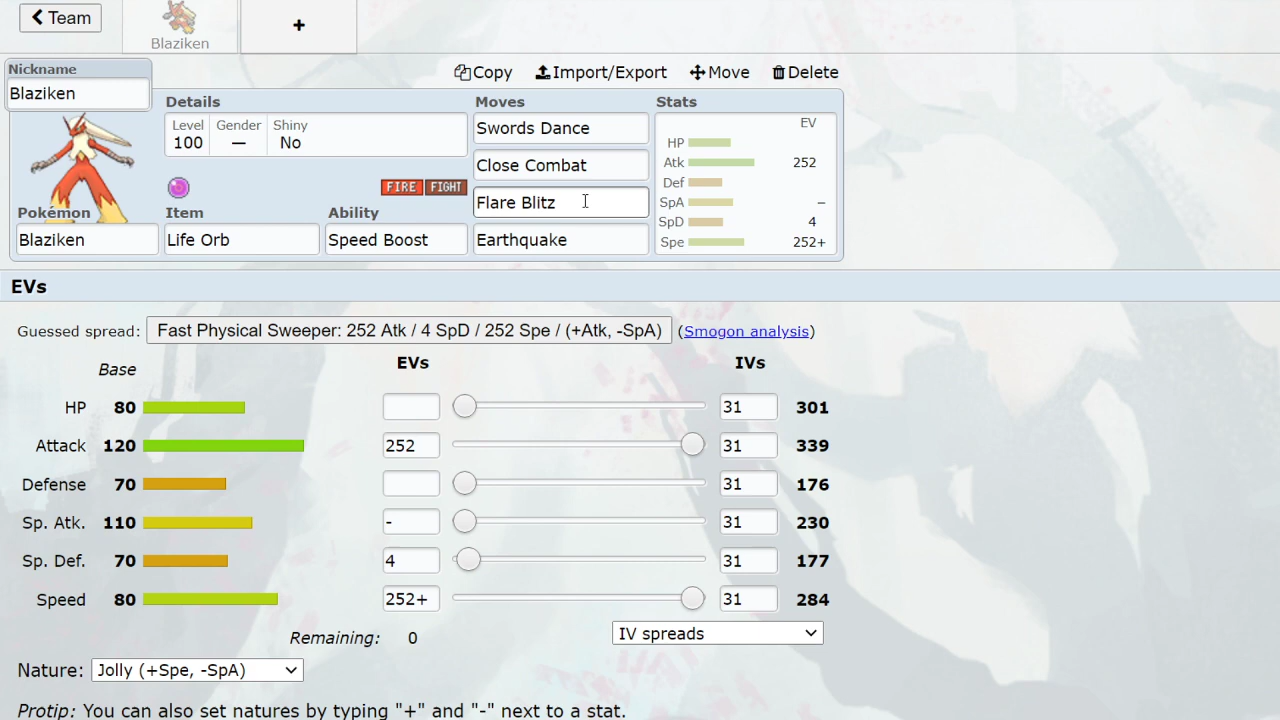 Team
Blaziken
+
Nickname
Blaziken
Copy Import/Export Move Delete
Details
Level Gender Shiny
100 — No
FIRE FIGHT
Pokémon
Blaziken
Item
Life Orb
Ability
Speed Boost
Moves
Swords Dance
Close Combat
Flare Blitz
Earthquake
Stats
EV
HP
Atk 252
Def
SpA –
SpD 4
Spe 252+
EVs
Guessed spread: Fast Physical Sweeper: 252 Atk / 4 SpD / 252 Spe / (+Atk, -SpA) (Smogon analysis)
Base EVs IVs
HP 80 31 301
Attack 120 252 31 339
Defense 70 31 176
Sp. Atk. 110 - 31 230
Sp. Def. 70 4 31 177
Speed 80 252+ 31 284
Remaining: 0 IV spreads
Nature: Jolly (+Spe, -SpA)
Protip: You can also set natures by typing "+" and "-" next to a stat.